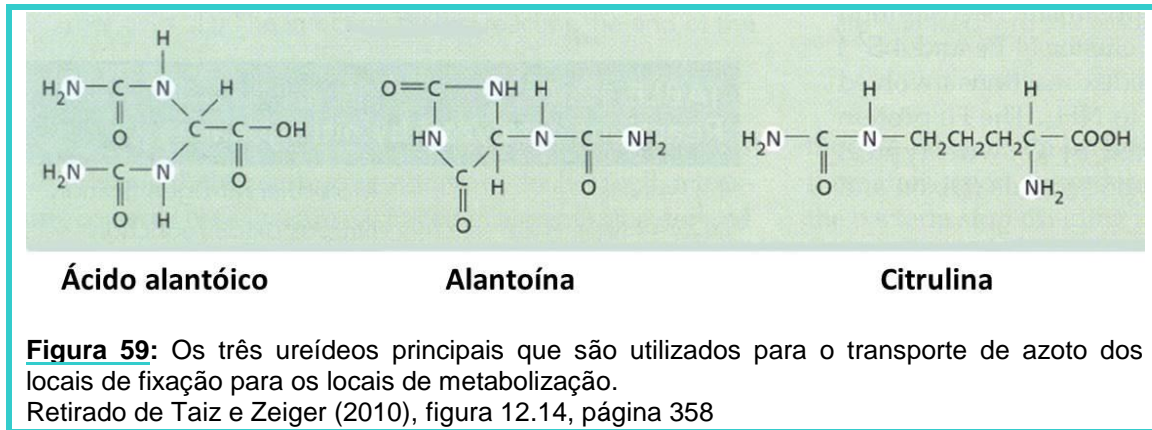 H
H₂N—C—N H
O C—C—OH
H₂N—C—N O
O H
O=C—NH H
HN C—N—C—NH₂
C H O
O
H H
H₂N—C—N—CH₂CH₂CH₂C—COOH
O NH₂
Ácido alantóico Alantoína Citrulina
Figura 59: Os três ureídeos principais que são utilizados para o transporte de azoto dos
locais de fixação para os locais de metabolização.
Retirado de Taiz e Zeiger (2010), figura 12.14, página 358